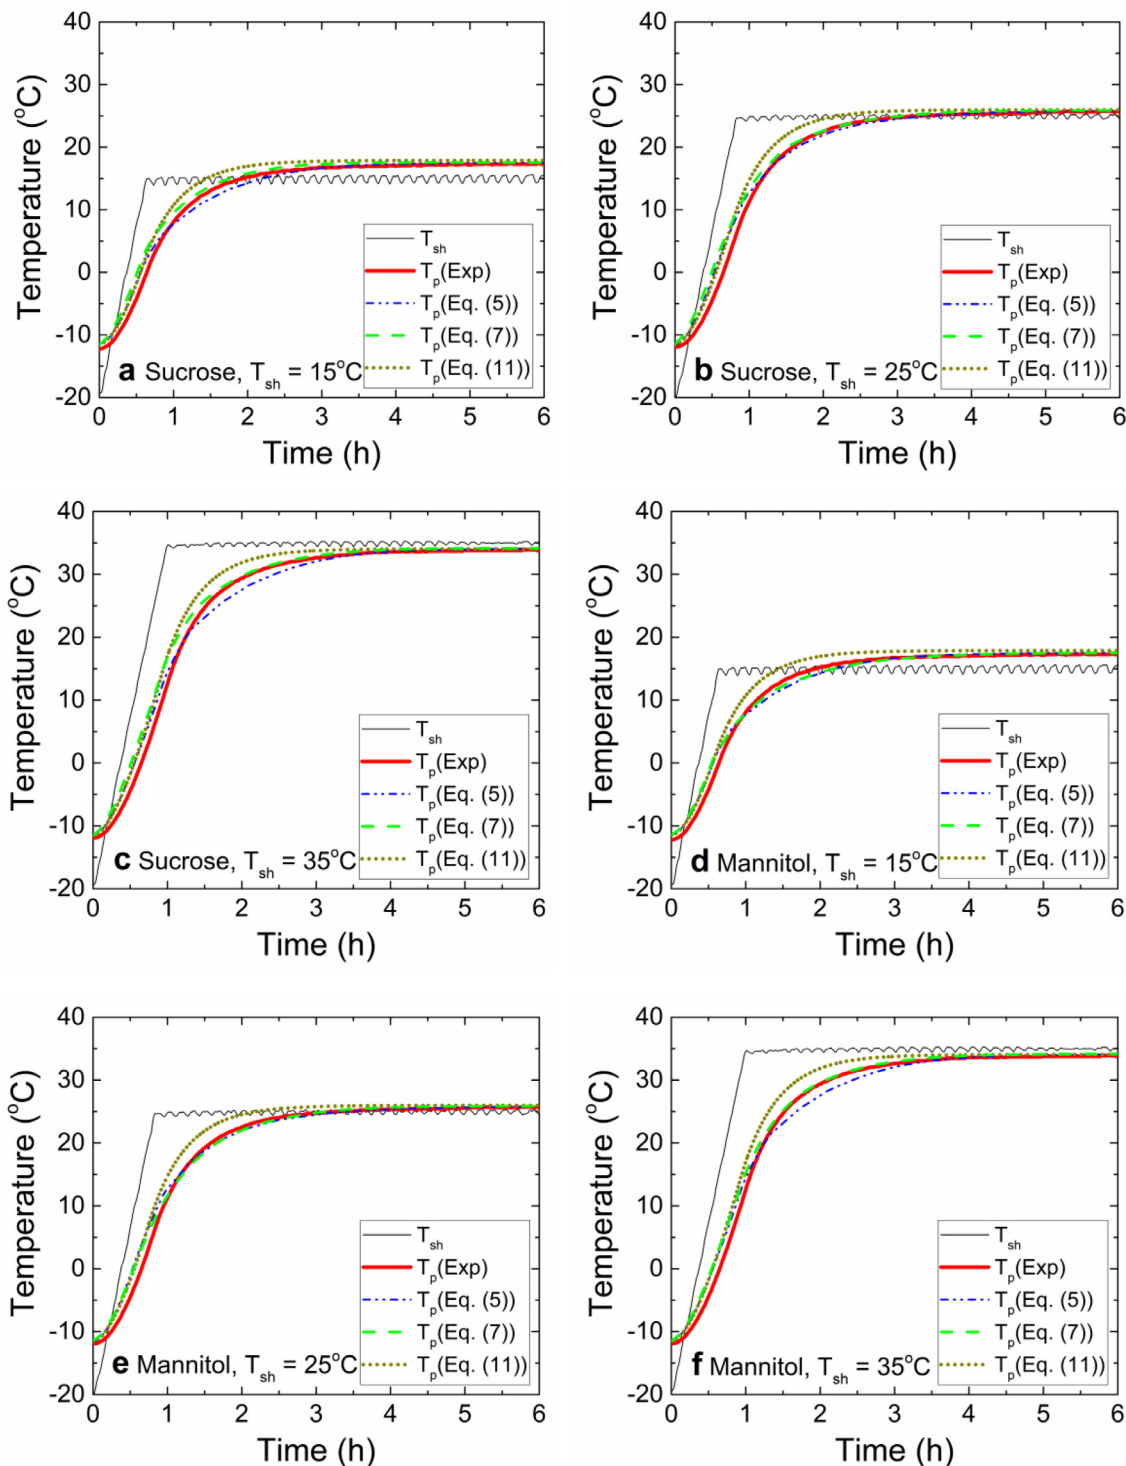 40
30
20
10
0
-10
-20
Temperature (°C)
T_sh
T_p(Exp)
T_p(Eq. (5))
T_p(Eq. (7))
T_p(Eq. (11))
a Sucrose, T_sh = 15°C
0 1 2 3 4 5 6
Time (h)
40
30
20
10
0
-10
-20
Temperature (°C)
T_sh
T_p(Exp)
T_p(Eq. (5))
T_p(Eq. (7))
T_p(Eq. (11))
b Sucrose, T_sh = 25°C
0 1 2 3 4 5 6
Time (h)
40
30
20
10
0
-10
-20
Temperature (°C)
T_sh
T_p(Exp)
T_p(Eq. (5))
T_p(Eq. (7))
T_p(Eq. (11))
c Sucrose, T_sh = 35°C
0 1 2 3 4 5 6
Time (h)
40
30
20
10
0
-10
-20
Temperature (°C)
T_sh
T_p(Exp)
T_p(Eq. (5))
T_p(Eq. (7))
T_p(Eq. (11))
d Mannitol, T_sh = 15°C
0 1 2 3 4 5 6
Time (h)
40
30
20
10
0
-10
-20
Temperature (°C)
T_sh
T_p(Exp)
T_p(Eq. (5))
T_p(Eq. (7))
T_p(Eq. (11))
e Mannitol, T_sh = 25°C
0 1 2 3 4 5 6
Time (h)
40
30
20
10
0
-10
-20
Temperature (°C)
T_sh
T_p(Exp)
T_p(Eq. (5))
T_p(Eq. (7))
T_p(Eq. (11))
f Mannitol, T_sh = 35°C
0 1 2 3 4 5 6
Time (h)